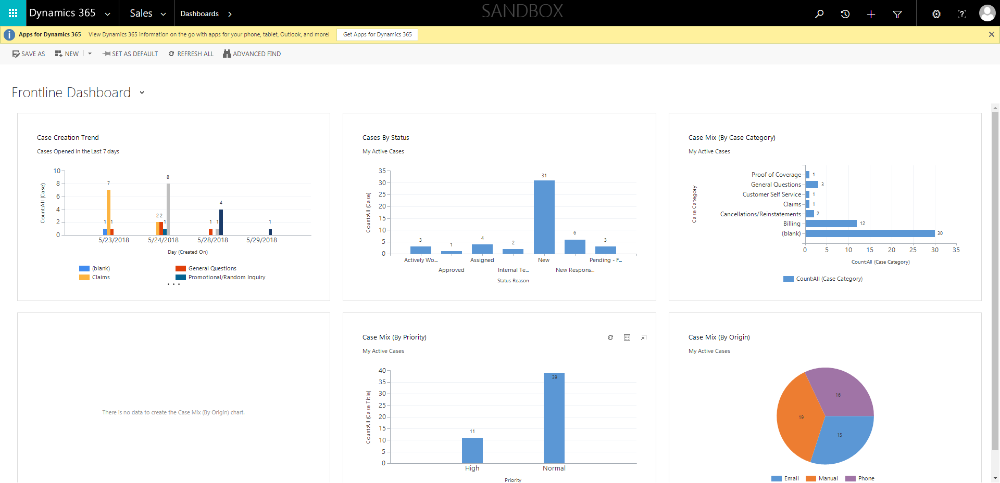 Dynamics 365 Sales Dashboards SANDBOX
Apps for Dynamics 365 View Dynamics 365 information on the go with apps for your phone, tablet, Outlook, and more! Get Apps for Dynamics 365
SAVE AS NEW SET AS DEFAULT REFRESH ALL ADVANCED FIND
Frontline Dashboard
Case Creation Trend
Cases Opened in the Last 7 days
Count:All (Case)
10
8
6
4
2
0
1 7 1
2 2 1 8
1 1 4
1
5/23/2018 5/24/2018 5/28/2018 5/29/2018
Day (Created On)
(blank) General Questions
Claims Promotional/Random Inquiry
...
Cases By Status
My Active Cases
Count:All (Case)
35
30
25
20
15
10
5
0
3 1 4 2 31 6 3
Actively Wo... Assigned New Pending - F...
Approved Internal Te... New Respons...
Status Reason
Case Mix (By Case Category)
My Active Cases
Case Category
Proof of Coverage 1
General Questions 3
Customer Self Service 1
Claims 1
Cancellations/Reinstatements 2
Billing 12
(blank) 30
0 5 10 15 20 25 30 35
Count:All (Case Category)
Count:All (Case Category)
There is no data to create the Case Mix (By Origin) chart.
Case Mix (By Priority)
My Active Cases
Count:All (Case Title)
40
35
30
25
20
15
10
5
0
11 39
High Normal
Priority
Case Mix (By Origin)
My Active Cases
16
19
15
Email Manual Phone